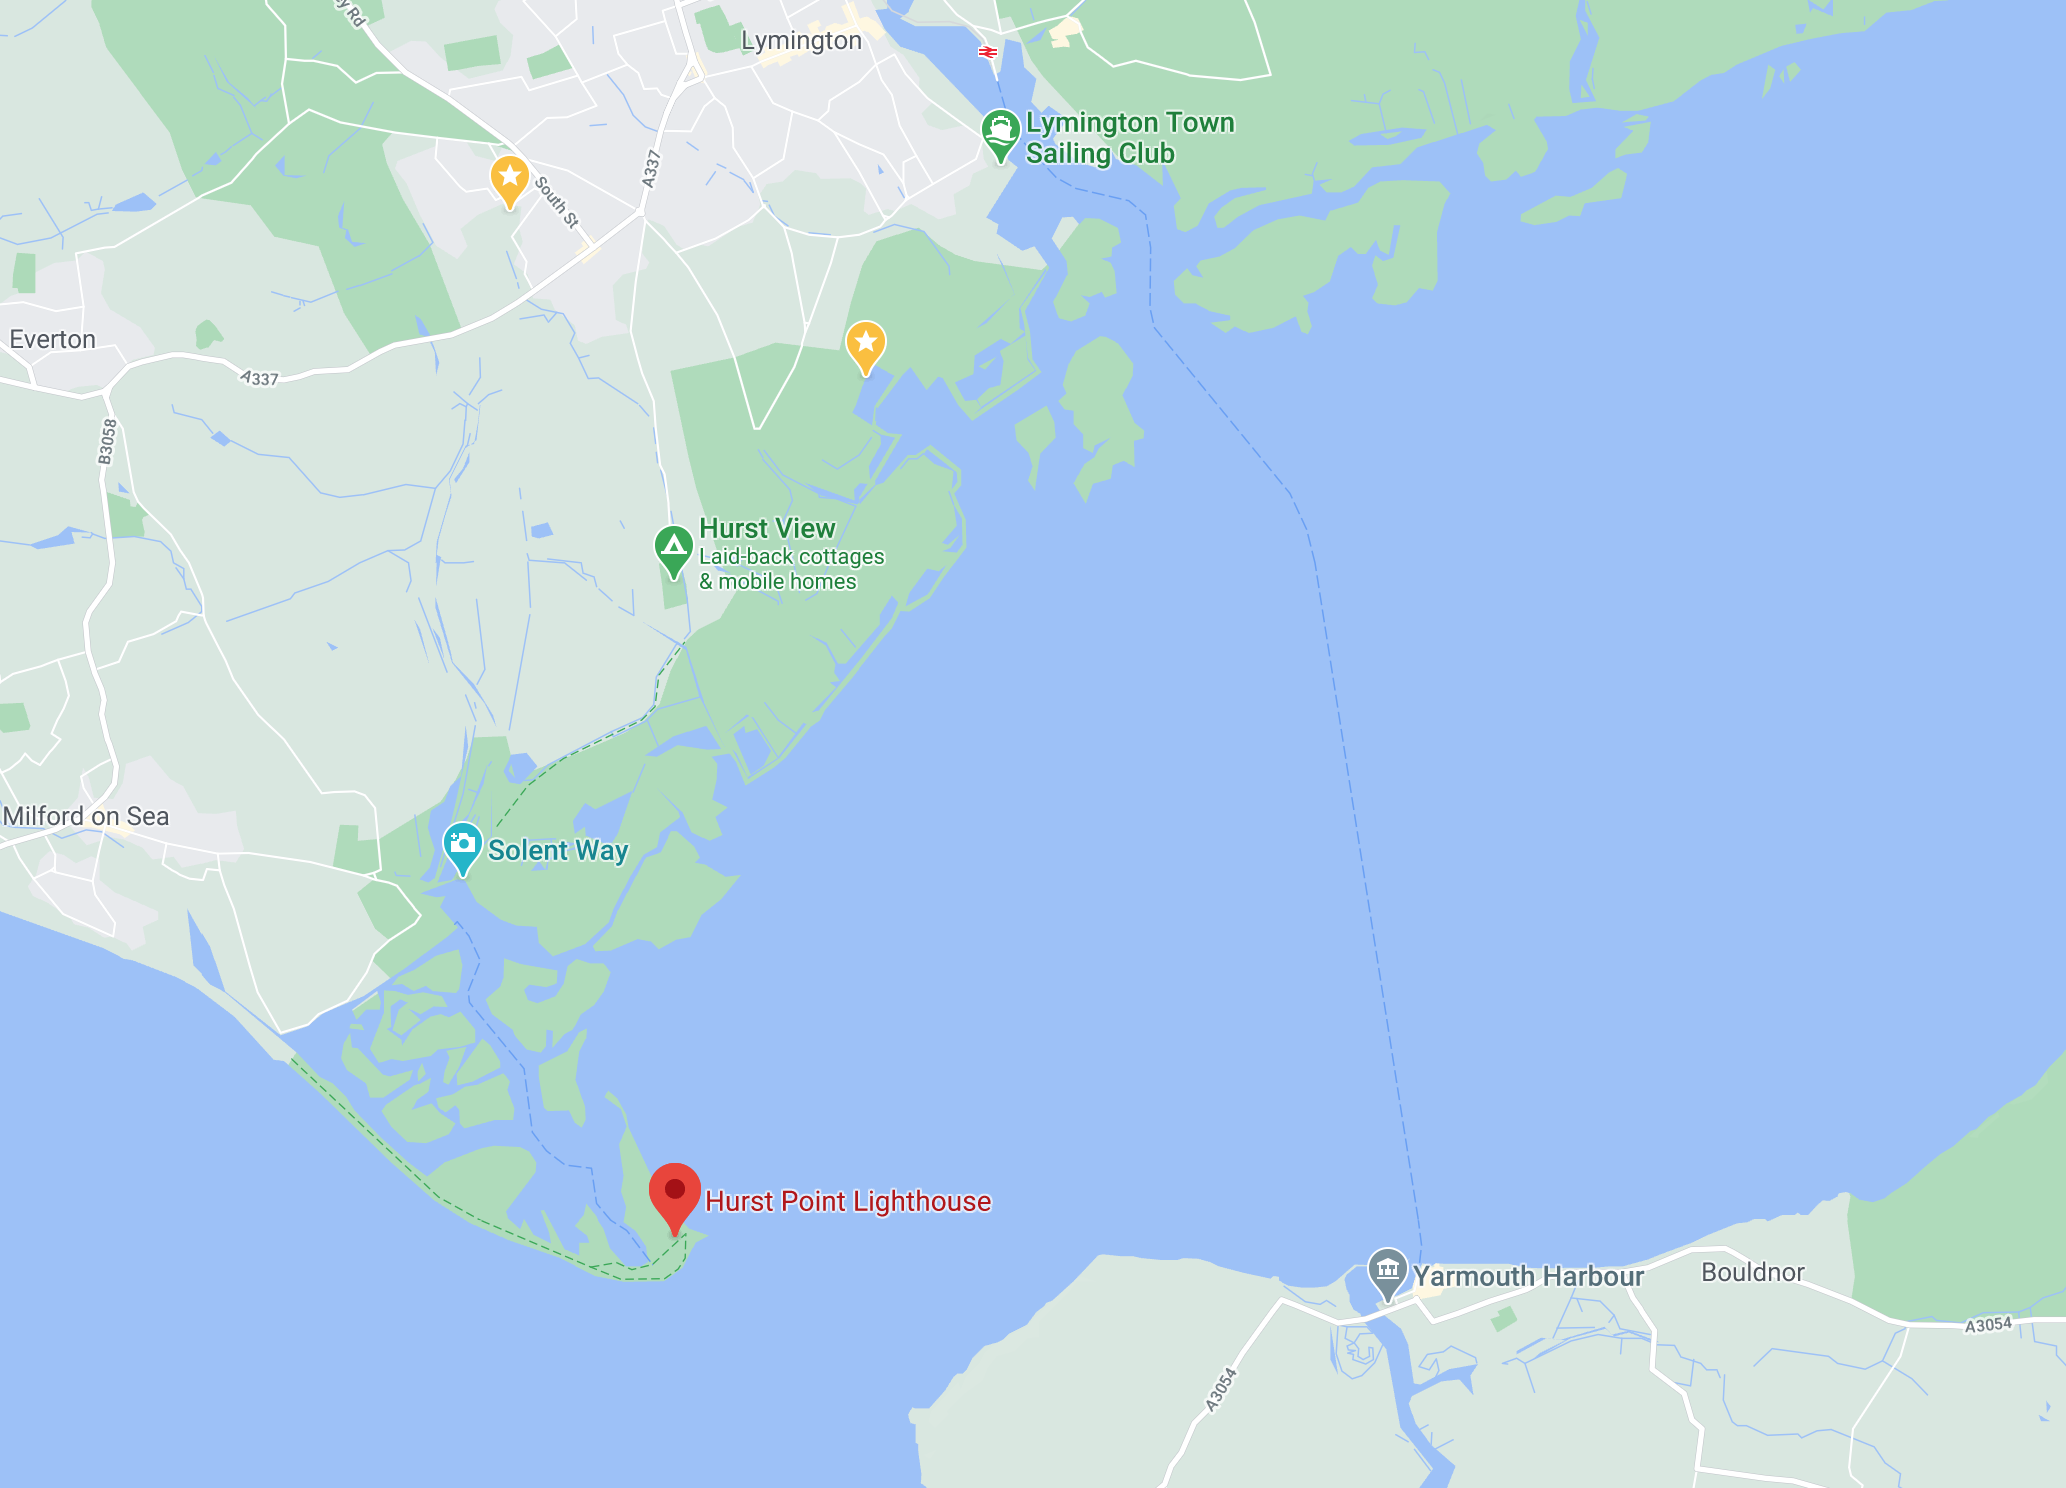 Lymington
Lymington Town
Sailing Club
A337
South St
Everton
A337
B3058
Hurst View
Laid-back cottages
& mobile homes
Milford on Sea
Solent Way
Hurst Point Lighthouse
Yarmouth Harbour
Bouldnor
A3054
A3054